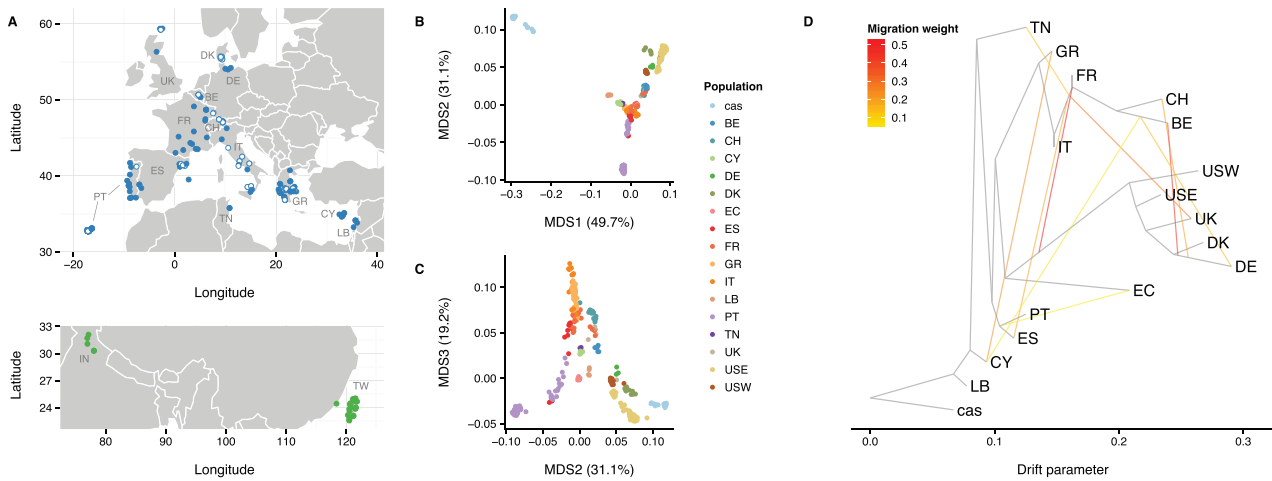 A
60
50
40
30
Latitude
−20
0
20
40
Longitude
DK
UK
DE
BE
FR
CH
IT
ES
PT
GR
TN
CY
LB
33
30
27
24
Latitude
IN
TW
80
90
100
110
120
Longitude
B
0.10
0.05
0.00
−0.05
−0.10
MDS2 (31.1%)
−0.3
−0.2
−0.1
0.0
0.1
MDS1 (49.7%)
C
0.10
0.05
0.00
−0.05
MDS3 (19.2%)
−0.10
−0.05
0.00
0.05
0.10
MDS2 (31.1%)
Population
cas
BE
CH
CY
DE
DK
EC
ES
FR
GR
IT
LB
PT
TN
UK
USE
USW
D
Migration weight
0.5
0.4
0.3
0.2
0.1
TN
GR
FR
CH
BE
IT
USW
USE
UK
DK
DE
EC
PT
ES
CY
LB
cas
0.0
0.1
0.2
0.3
Drift parameter